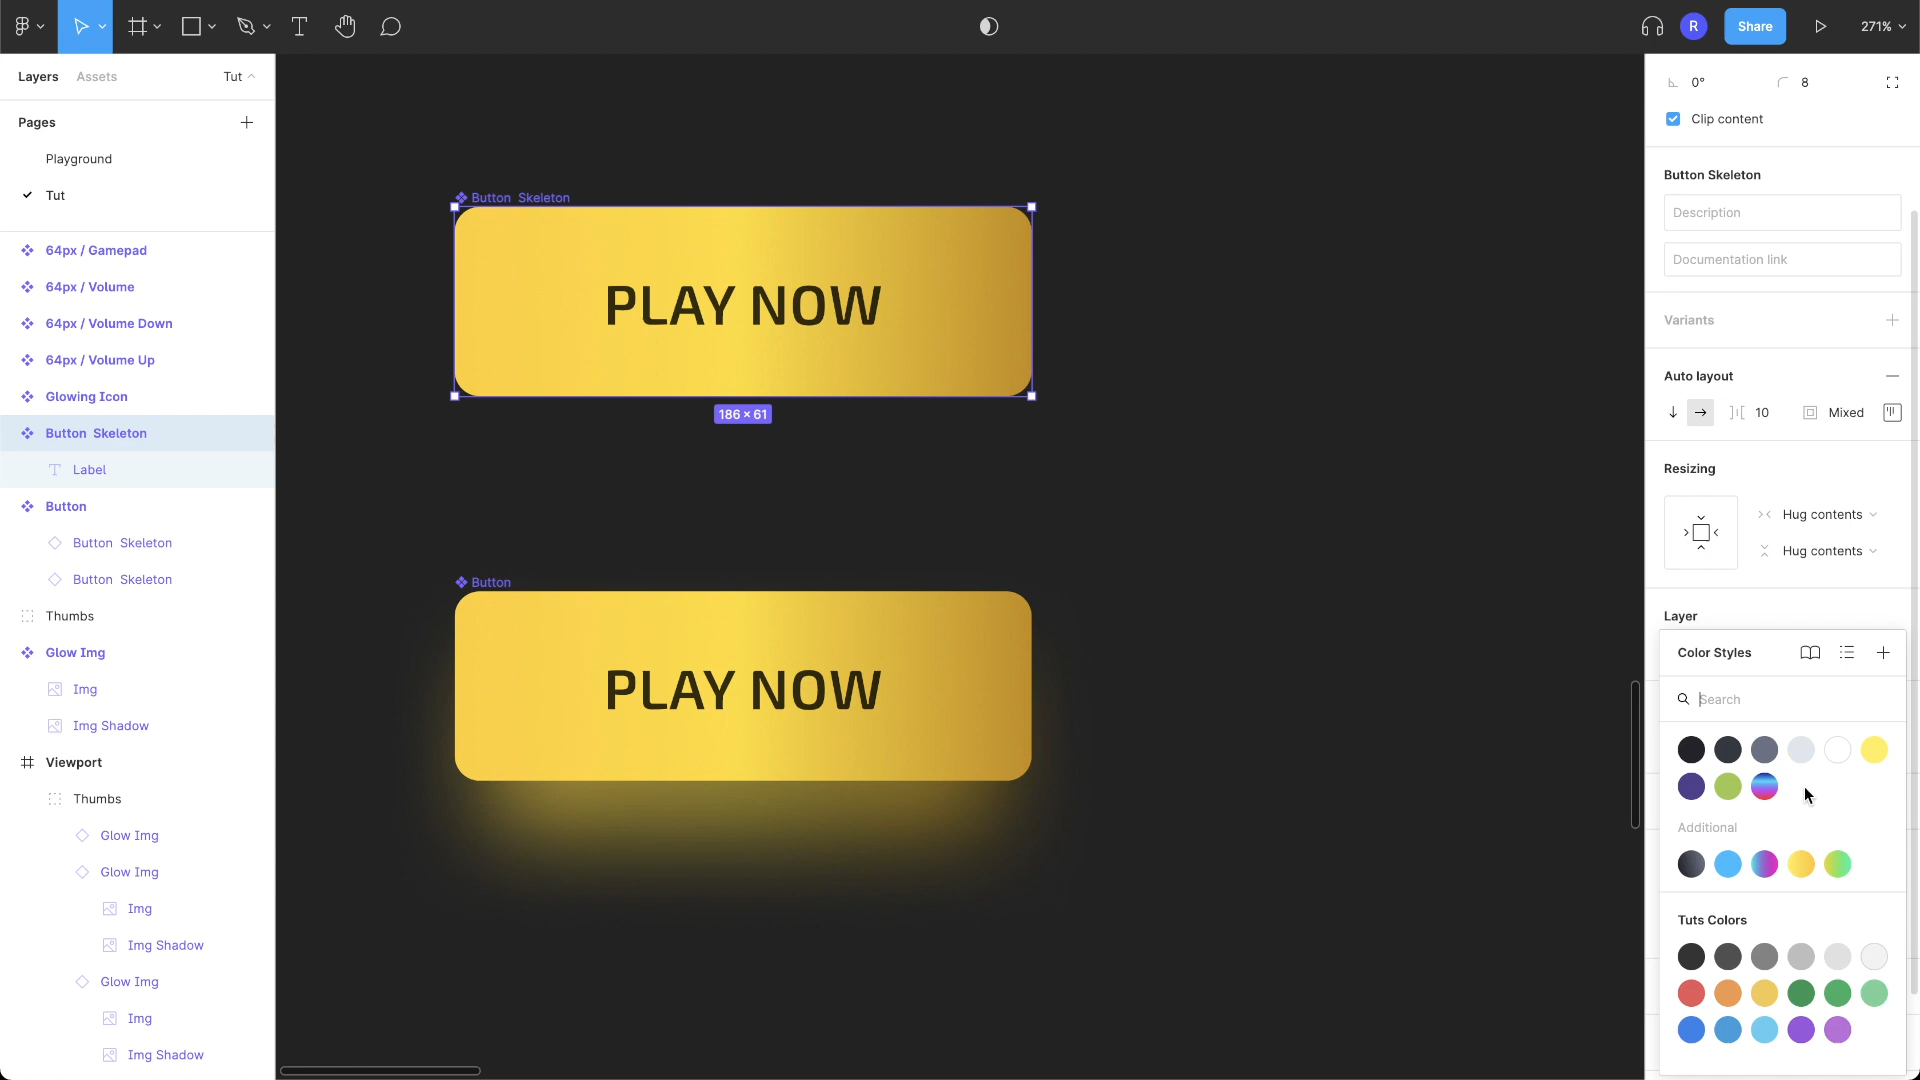 R
Share
271%
Layers
Assets
Tut
Pages
Playground
Tut
64px / Gamepad
64px / Volume
64px / Volume Down
64px / Volume Up
Glowing Icon
Button Skeleton
Label
Button
Button Skeleton
Button Skeleton
Thumbs
Glow Img
Img
Img Shadow
Viewport
Thumbs
Glow Img
Glow Img
Img
Img Shadow
Glow Img
Img
Img Shadow
Button Skeleton
PLAY NOW
186 × 61
Button
PLAY NOW
0°
8
Clip content
Button Skeleton
Description
Documentation link
Variants
Auto layout
10
Mixed
Resizing
Hug contents
Hug contents
Layer
Color Styles
Search
Additional
Tuts Colors